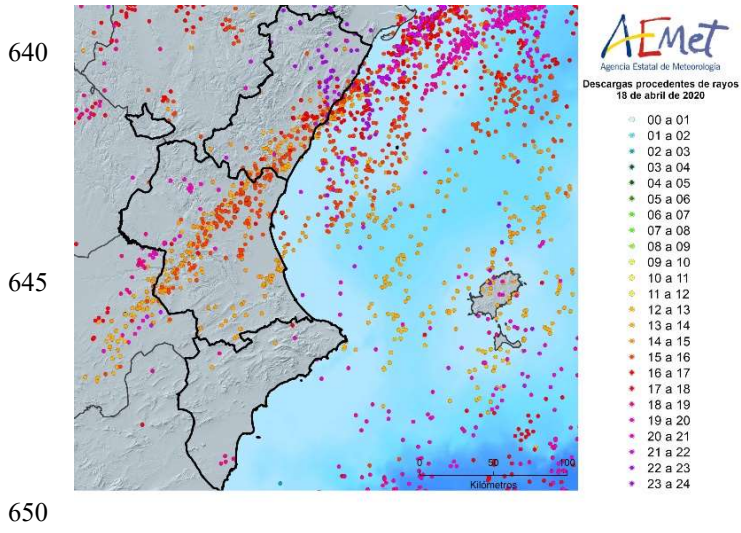 640
AEMet
Agencia Estatal de Meteorología
Descargas procedentes de rayos
18 de abril de 2020
00 a 01
01 a 02
02 a 03
03 a 04
04 a 05
05 a 06
06 a 07
07 a 08
08 a 09
09 a 10
10 a 11
11 a 12
12 a 13
13 a 14
14 a 15
15 a 16
16 a 17
17 a 18
18 a 19
19 a 20
20 a 21
21 a 22
22 a 23
23 a 24
645
0 50 100
Kilómetros
650